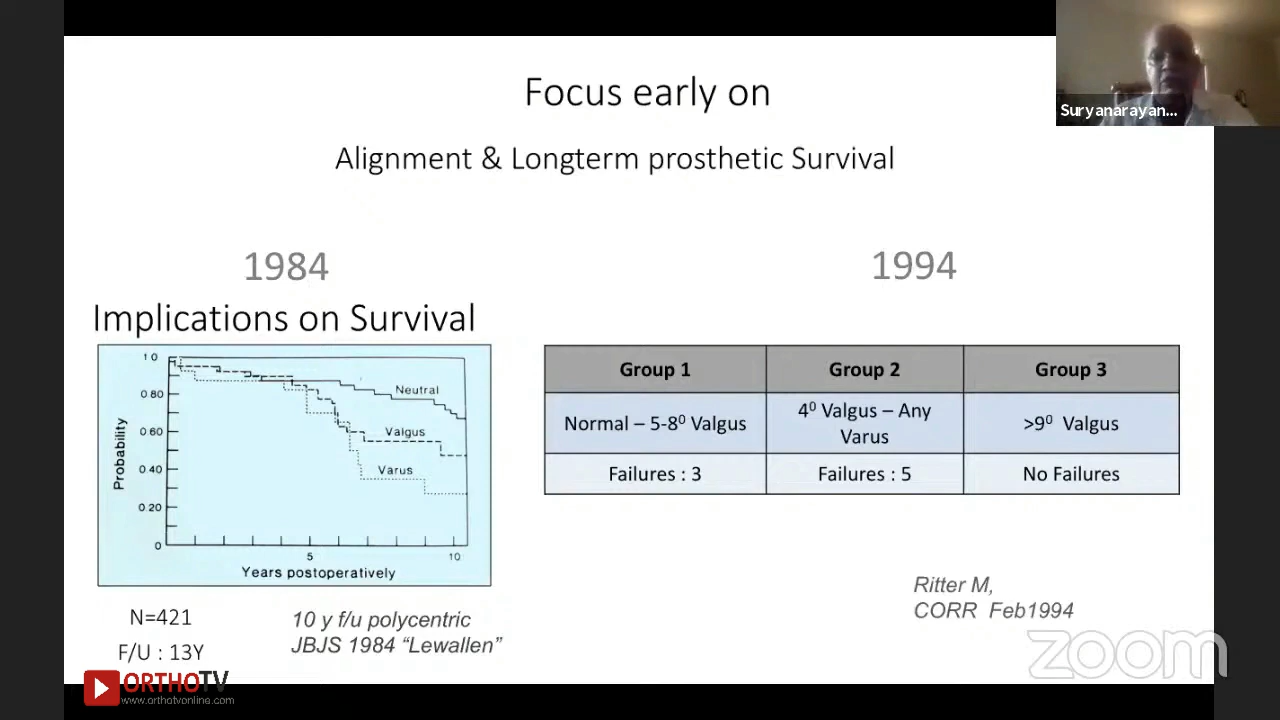 Focus early on
Alignment & Longterm prosthetic Survival
Suryanarayan...
1984
1994
Implications on Survival
1 0
0.80
0.60
0 40
0.20
0
Probability
Neutral
Valgus
Varus
5
10
Years postoperatively
Group 1
Group 2
Group 3
Normal – 5-8⁰ Valgus
4⁰ Valgus – Any
Varus
>9⁰ Valgus
Failures : 3
Failures : 5
No Failures
N=421
F/U : 13Y
10 y f/u polycentric
JBJS 1984 “Lewallen”
Ritter M,
CORR Feb1994
zoom
ORTHOTV
www.orthotvonline.com